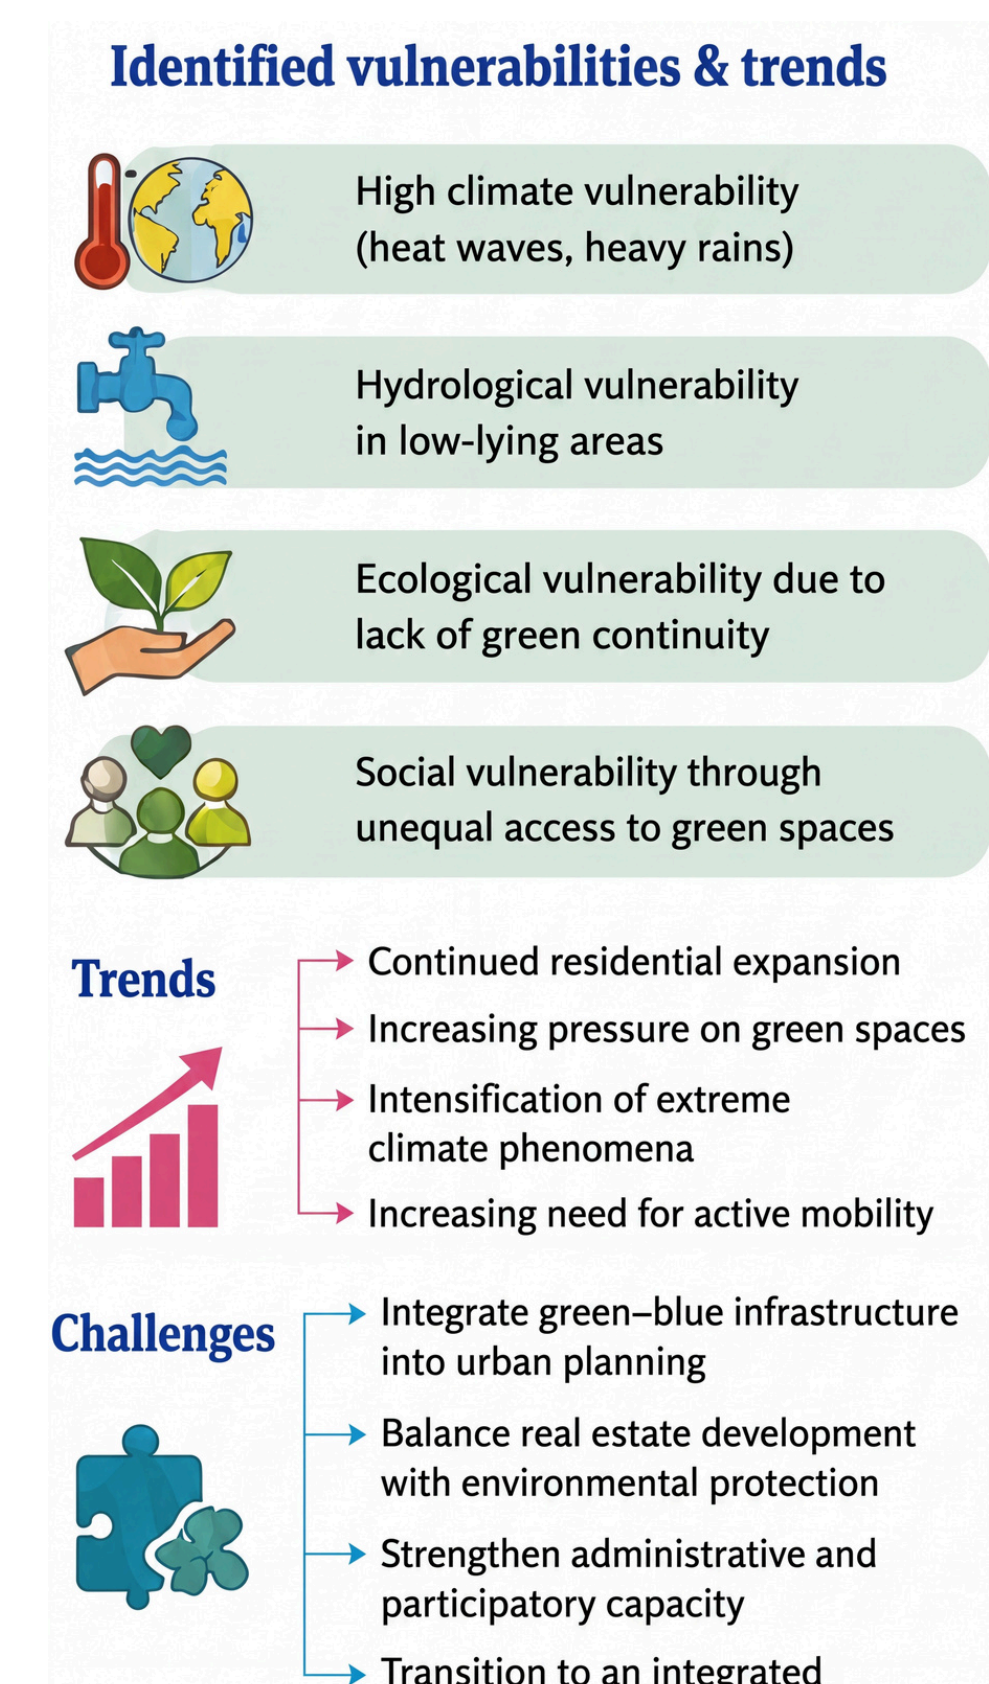 Identified vulnerabilities & trends
High climate vulnerability
(heat waves, heavy rains)
Hydrological vulnerability
in low-lying areas
Ecological vulnerability due to
lack of green continuity
Social vulnerability through
unequal access to green spaces
Trends
Continued residential expansion
Increasing pressure on green spaces
Intensification of extreme
climate phenomena
Increasing need for active mobility
Challenges
Integrate green–blue infrastructure
into urban planning
Balance real estate development
with environmental protection
Strengthen administrative and
participatory capacity
Transition to an integrated